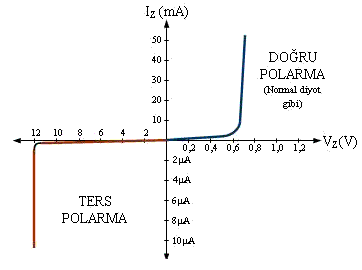 I_Z (mA)
50
40
30
20
10
DOĞRU
POLARMA
(Normal diyot
gibi)
12 10 8 6 4 2
0,2 0,4 0,6 0,8 1,0 1,2
V_Z (V)
2µA
4µA
6µA
8µA
10µA
TERS
POLARMA